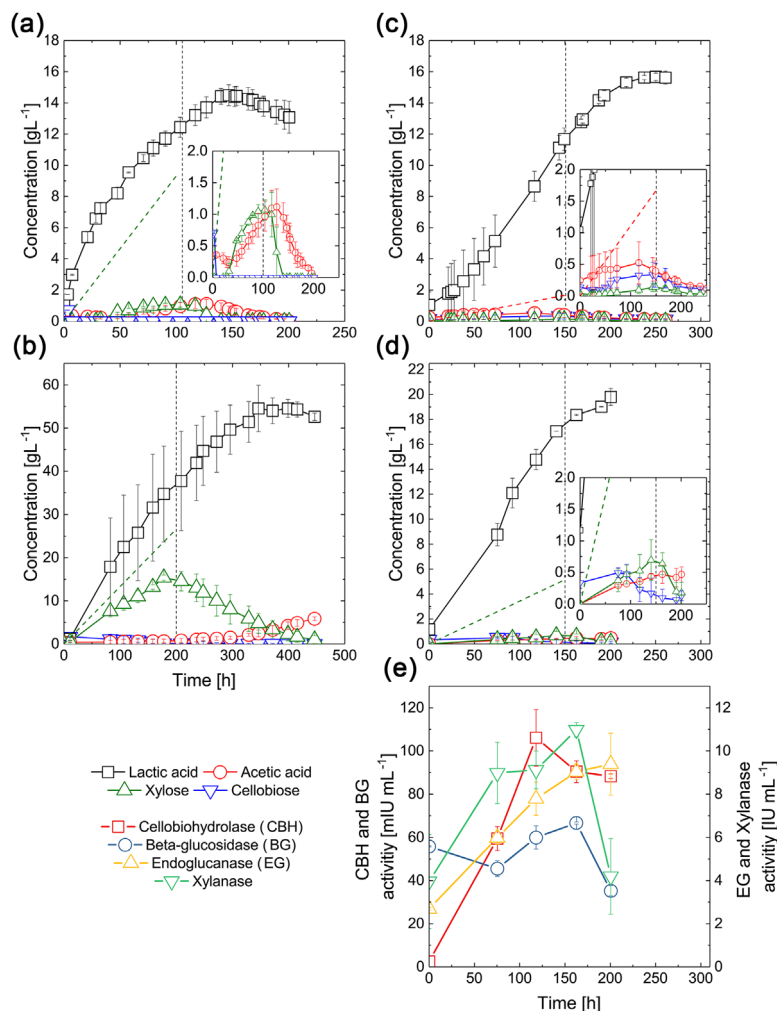 (a)
18
16
14
12
10
8
6
4
2
0
Concentration [gL⁻¹]
0 50 100 150 200 250
2.0
1.5
1.0
0.5
0.0
0 100 200
(c)
18
16
14
12
10
8
6
4
2
0
Concentration [gL⁻¹]
0 50 100 150 200 250 300
2.0
1.5
1.0
0.5
0.0
0 100 200
(b)
60
50
40
30
20
10
0
Concentration [gL⁻¹]
0 100 200 300 400 500
Time [h]
(d)
22
20
18
16
14
12
10
8
6
4
2
0
Concentration [gL⁻¹]
0 50 100 150 200 250 300
2.0
1.5
1.0
0.5
0.0
0 100 200
Lactic acid Acetic acid
Xylose Cellobiose
Cellobiohydrolase (CBH)
Beta-glucosidase (BG)
Endoglucanase (EG)
Xylanase
(e)
120
100
80
60
40
20
0
CBH and BG
activitiy [mIU mL⁻¹]
12
10
8
6
4
2
0
EG and Xylanase
activitiy [IU mL⁻¹]
0 50 100 150 200 250 300
Time [h]